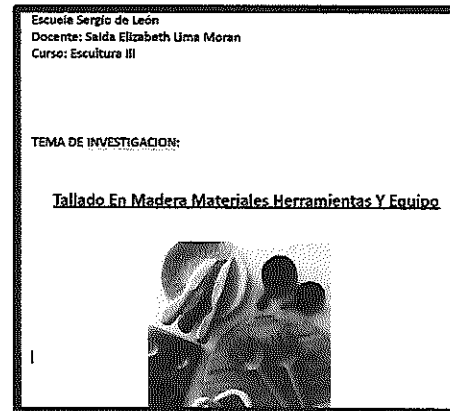 Escuela Sergio de León
Docente: Saida Elizabeth Lima Moran
Curso: Escultura III
TEMA DE INVESTIGACION:
Tallado En Madera Materiales Herramientas Y Equipo